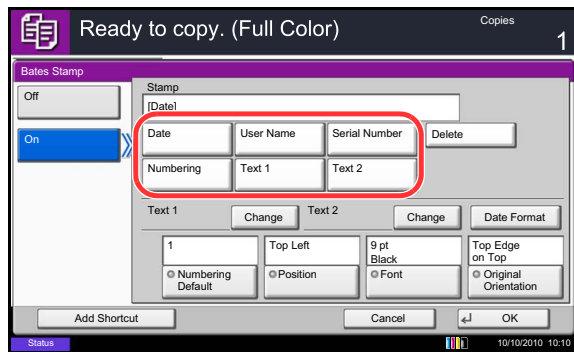 Ready to copy. (Full Color)
Copies
1
Bates Stamp
Off
On
Stamp
[Date]
Date
User Name
Serial Number
Delete
Numbering
Text 1
Text 2
Text 1
Change
Text 2
Change
Date Format
1
Top Left
9 pt
Black
Top Edge
on Top
Numbering
Default
Position
Font
Original
Orientation
Add Shortcut
Cancel
OK
Status
10/10/2010 10:10